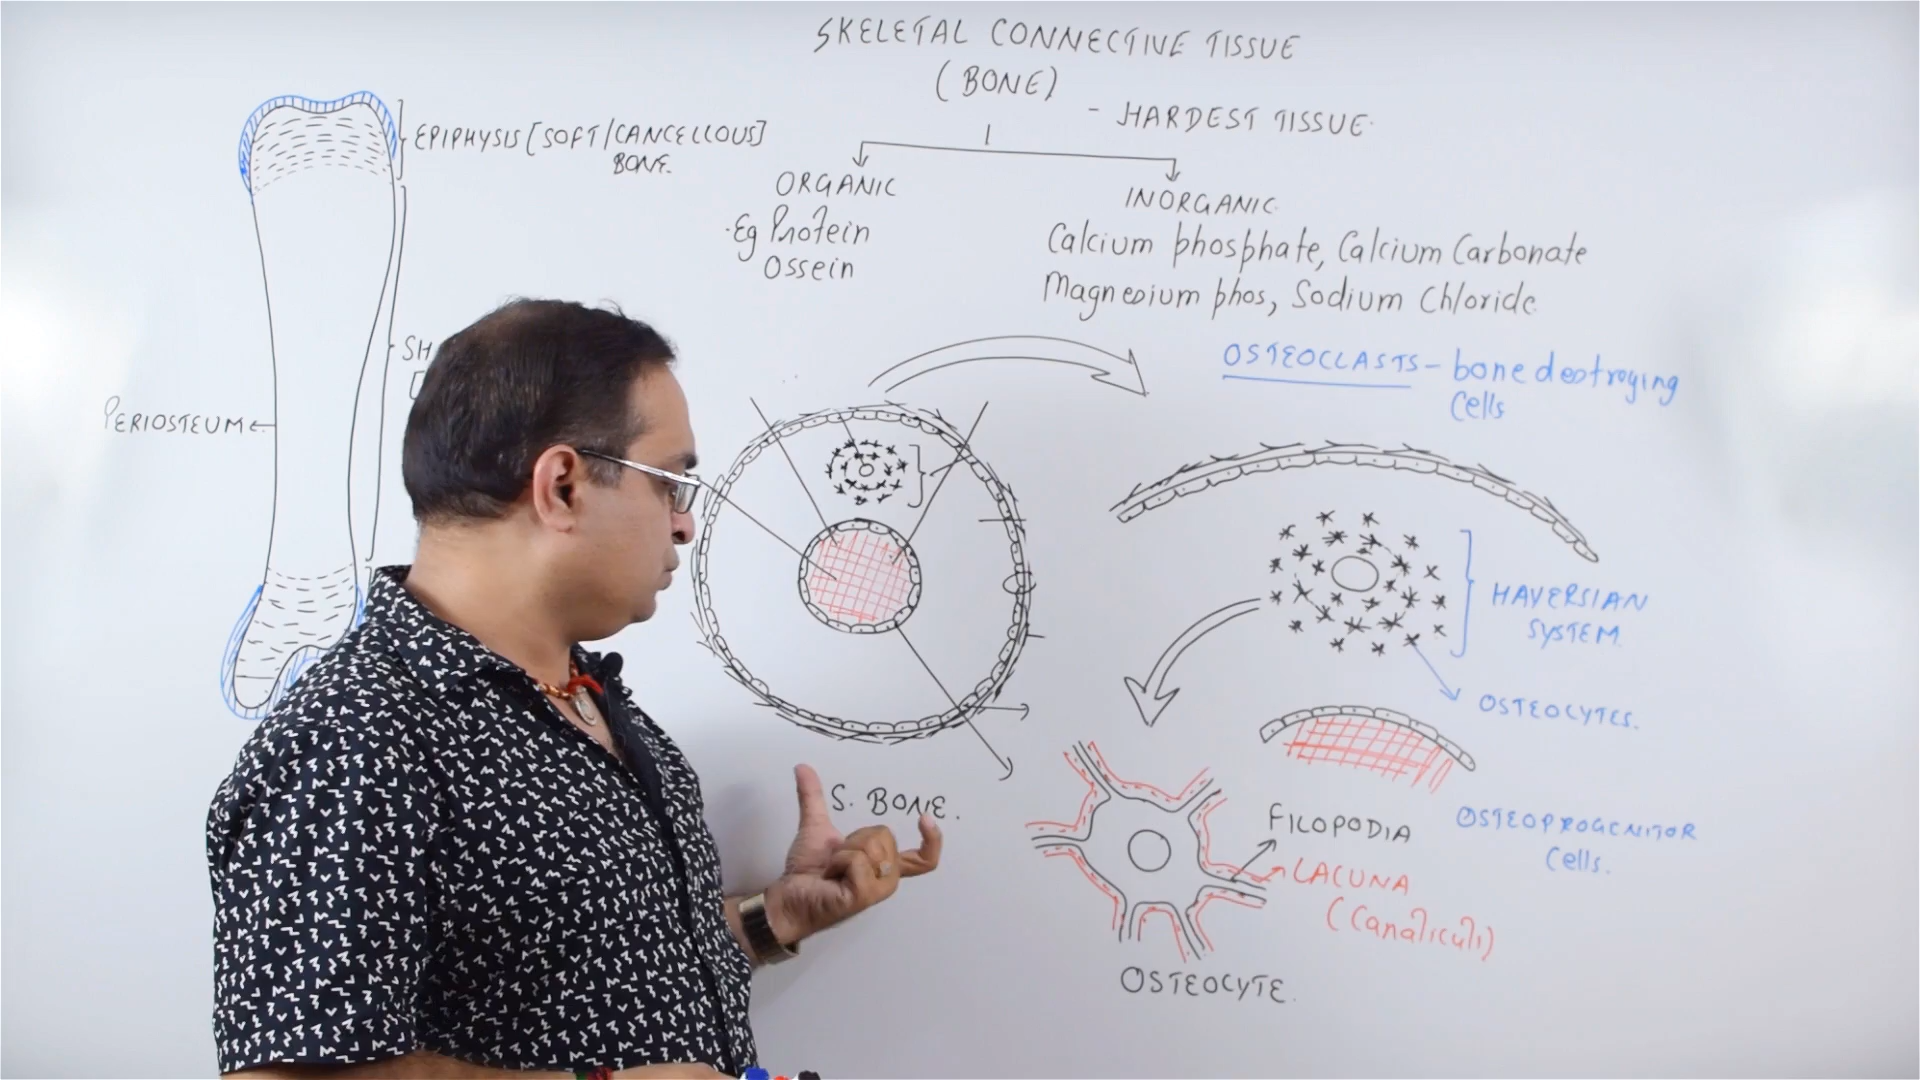 SKELETAL CONNECTIVE TISSUE
(BONE)
- HARDEST TISSUE
EPIPHYSIS [SOFT/CANCELLOUS]
BONE.
ORGANIC
Eg Protein
Ossein
INORGANIC
Calcium phosphate, Calcium Carbonate
Magnesium phos, Sodium Chloride
SH
PERIOSTEUM
OSTEOCLASTS - bone destroying
Cells
HAVERSIAN
SYSTEM
OSTEOCYTES.
S. BONE.
FILOPODIA
LACUNA
(Canaliculi)
OSTEOPROGENITOR
Cells.
OSTEOCYTE.